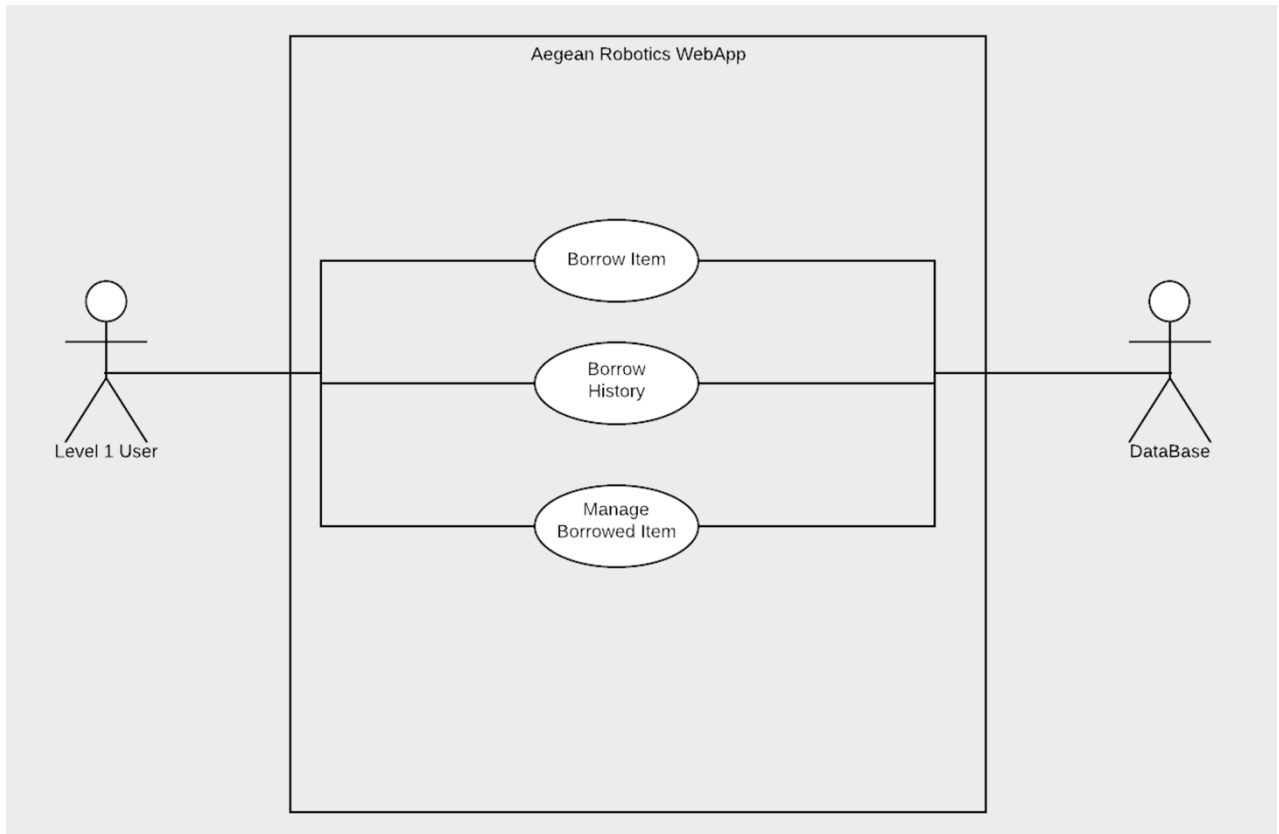 Aegean Robotics WebApp
Borrow Item
Borrow
History
Manage
Borrowed Item
Level 1 User
DataBase